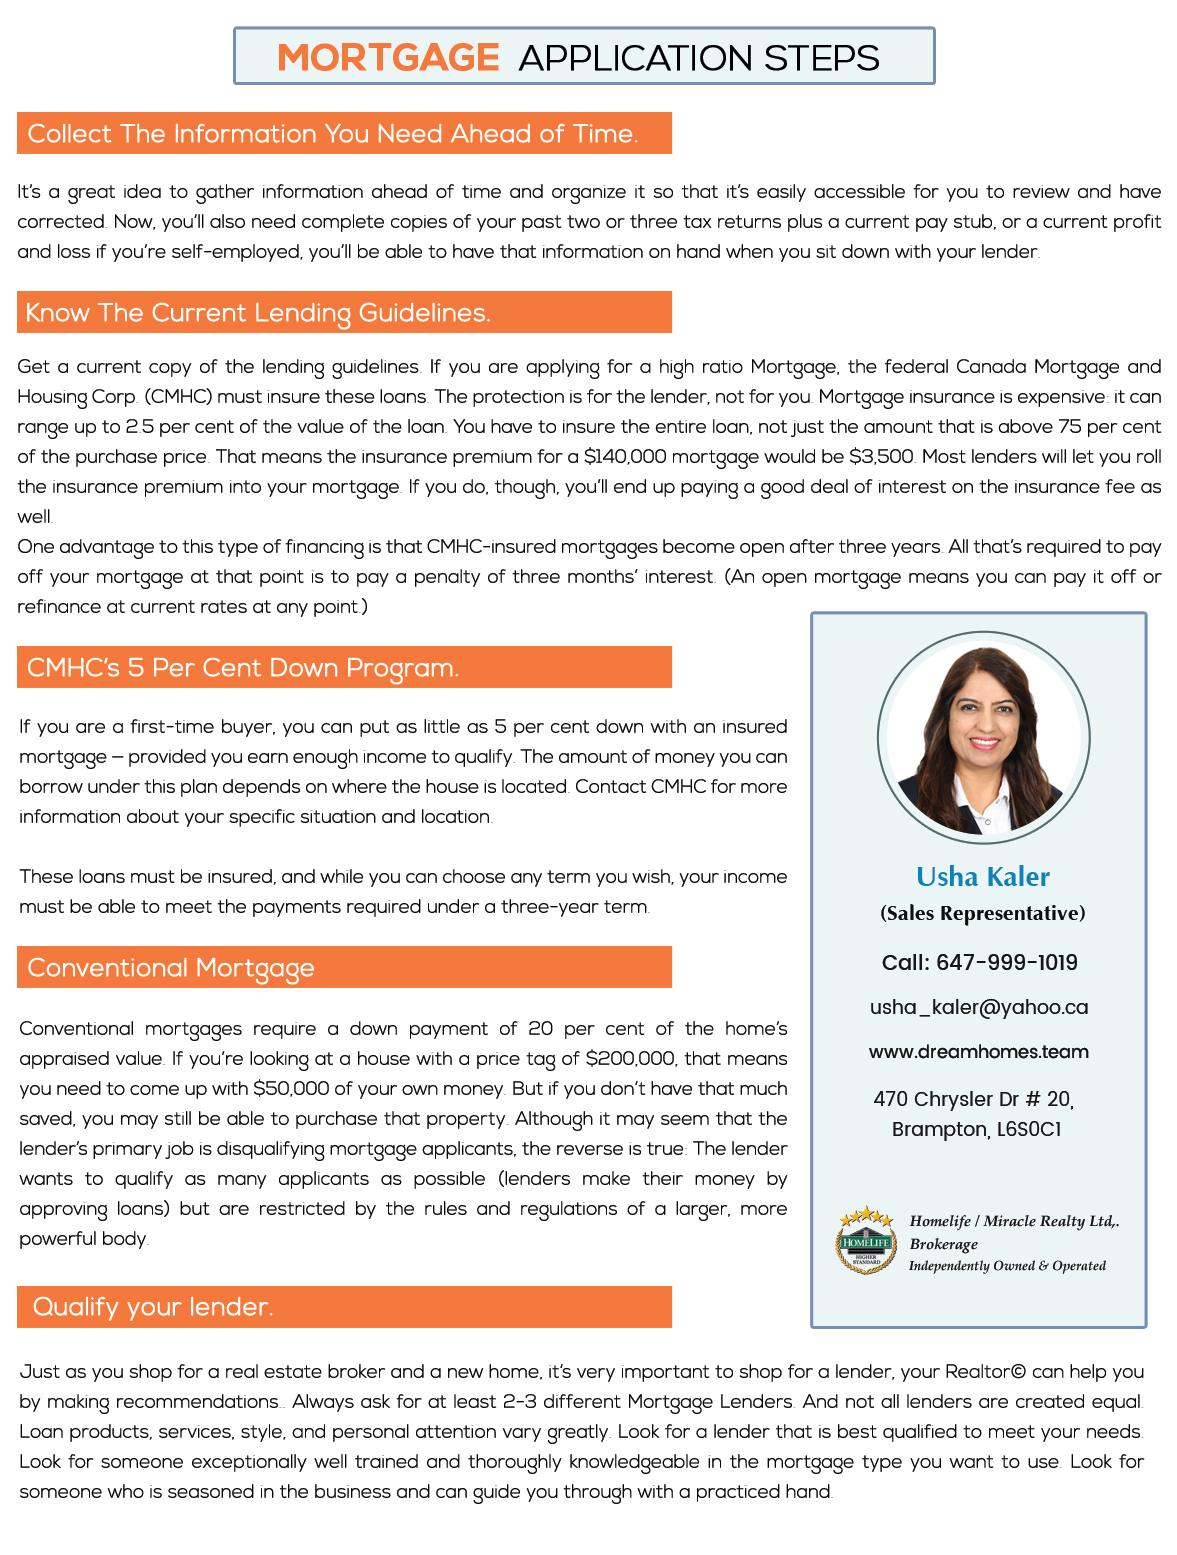 MORTGAGE APPLICATION STEPS
Collect The Information You Need Ahead of Time.
It's a great idea to gather information ahead of time and organize it so that it's easily accessible for you to review and have
corrected. Now, you'll also need complete copies of your past two or three tax returns plus a current pay stub, or a current profit
and loss if you're self-employed, you'll be able to have that information on hand when you sit down with your lender.
Know The Current Lending Guidelines.
Get a current copy of the lending guidelines. If you are applying for a high ratio Mortgage, the federal Canada Mortgage and
Housing Corp. (CMHC) must insure these loans. The protection is for the lender, not for you. Mortgage insurance is expensive: it can
range up to 2.5 per cent of the value of the loan. You have to insure the entire loan, not just the amount that is above 75 per cent
of the purchase price. That means the insurance premium for a $140,000 mortgage would be $3,500. Most lenders will let you roll
the insurance premium into your mortgage. If you do, though, you'll end up paying a good deal of interest on the insurance fee as
well.
One advantage to this type of financing is that CMHC-insured mortgages become open after three years. All that's required to pay
off your mortgage at that point is to pay a penalty of three months' interest. (An open mortgage means you can pay it off or
refinance at current rates at any point.)
CMHC's 5 Per Cent Down Program.
If you are a first-time buyer, you can put as little as 5 per cent down with an insured
mortgage – provided you earn enough income to qualify. The amount of money you can
borrow under this plan depends on where the house is located. Contact CMHC for more
information about your specific situation and location.
These loans must be insured, and while you can choose any term you wish, your income
must be able to meet the payments required under a three-year term.
Conventional Mortgage
Conventional mortgages require a down payment of 20 per cent of the home's
appraised value. If you're looking at a house with a price tag of $200,000, that means
you need to come up with $50,000 of your own money. But if you don't have that much
saved, you may still be able to purchase that property. Although it may seem that the
lender's primary job is disqualifying mortgage applicants, the reverse is true: The lender
wants to qualify as many applicants as possible (lenders make their money by
approving loans) but are restricted by the rules and regulations of a larger, more
powerful body.
Usha Kaler
(Sales Representative)
Call: 647-999-1019
usha_kaler@yahoo.ca
www.dreamhomes.team
470 Chrysler Dr # 20,
Brampton, L6S0C1
HOMELIFE
HIGHER
STANDARD
Homelife / Miracle Realty Ltd,.
Brokerage
Independently Owned & Operated
Qualify your lender.
Just as you shop for a real estate broker and a new home, it's very important to shop for a lender, your Realtor© can help you
by making recommendations.. Always ask for at least 2-3 different Mortgage Lenders. And not all lenders are created equal.
Loan products, services, style, and personal attention vary greatly. Look for a lender that is best qualified to meet your needs.
Look for someone exceptionally well trained and thoroughly knowledgeable in the mortgage type you want to use. Look for
someone who is seasoned in the business and can guide you through with a practiced hand.